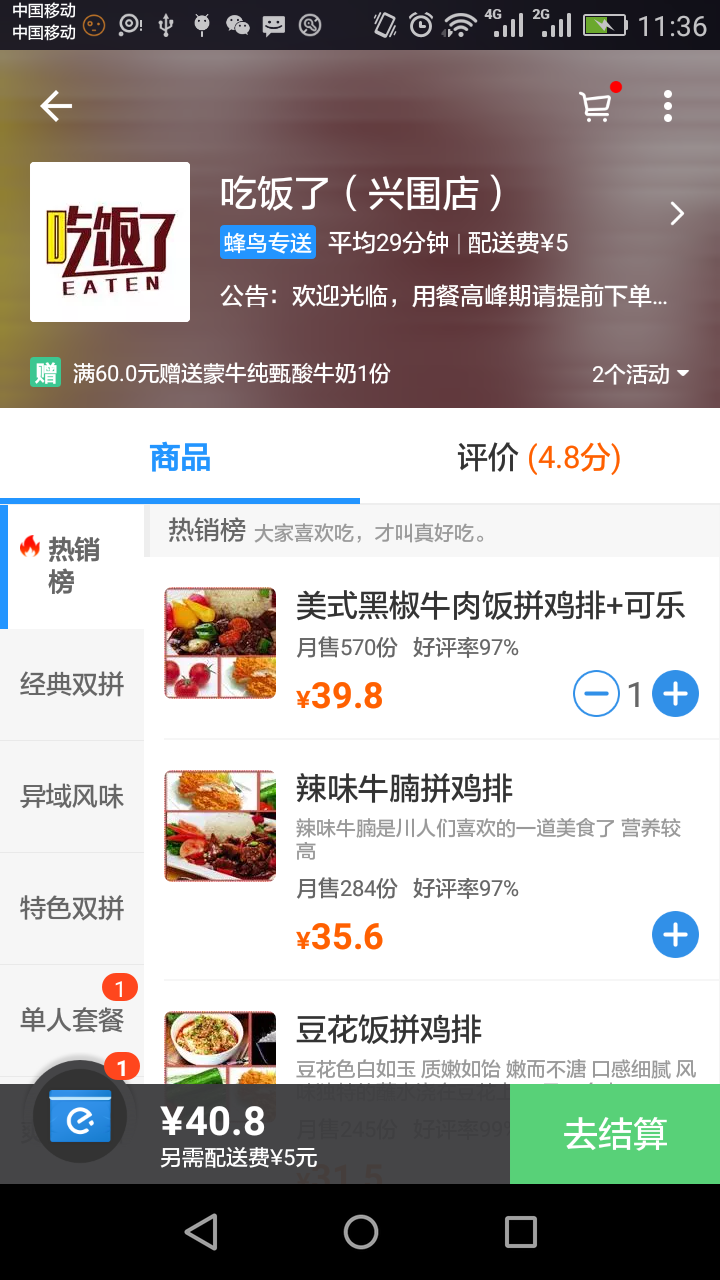 中国移动
中国移动
4G
2G
11:36
吃饭了
EATEN
吃饭了（兴围店）
蜂鸟专送 平均29分钟 | 配送费¥5
公告：欢迎光临，用餐高峰期请提前下单...
赠 满60.0元赠送蒙牛纯甄酸牛奶1份
2个活动
商品
评价 (4.8分)
热销榜
经典双拼
异域风味
特色双拼
1
单人套餐
热销榜 大家喜欢吃，才叫真好吃。
美式黑椒牛肉饭拼鸡排+可乐
月售570份 好评率97%
¥39.8
1
辣味牛腩拼鸡排
辣味牛腩是川人们喜欢的一道美食了 营养较
高
月售284份 好评率97%
¥35.6
豆花饭拼鸡排
豆花色白如玉 质嫩如饴 嫩而不溏 口感细腻 风
月售245份
¥31.5
1
¥40.8
另需配送费¥5元
去结算